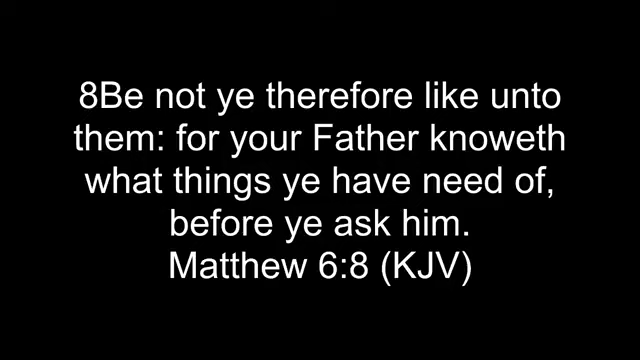 8Be not ye therefore like unto
them: for your Father knoweth
what things ye have need of,
before ye ask him.
Matthew 6:8 (KJV)